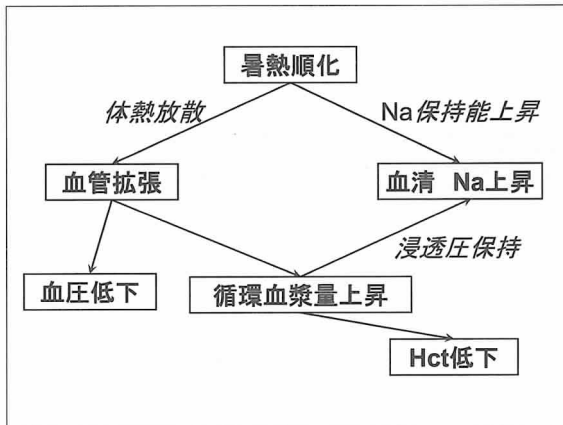 暑熱順化
体熱放散
Na保持能上昇
血管拡張
血清 Na上昇
浸透圧保持
血圧低下
循環血漿量上昇
Hct低下